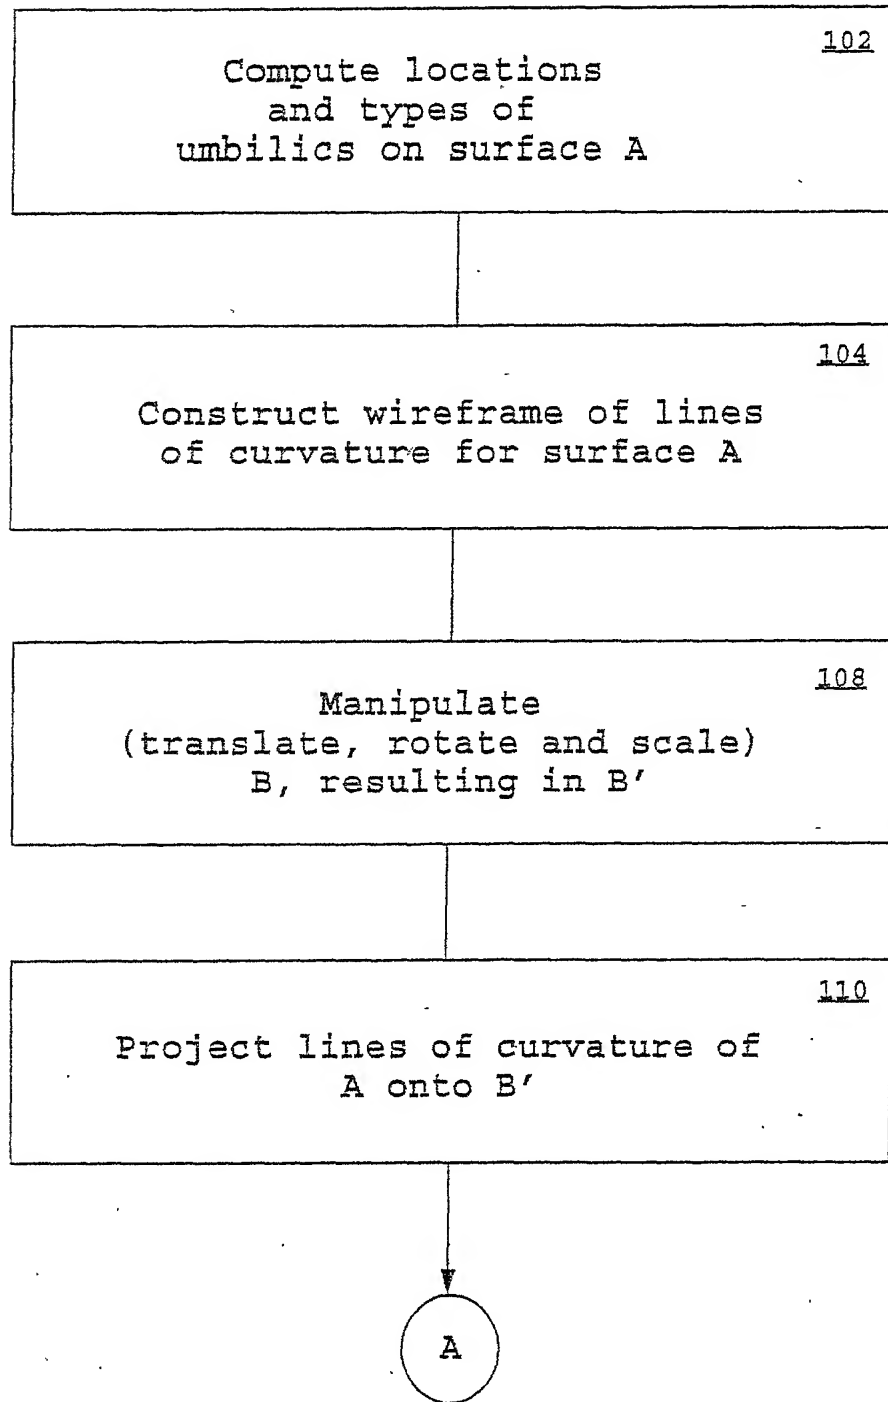 102
Compute locations
and types of
umbilics on surface A
104
Construct wireframe of lines
of curvature for surface A
108
Manipulate
(translate, rotate and scale)
B, resulting in B′
110
Project lines of curvature of
A onto B′
A